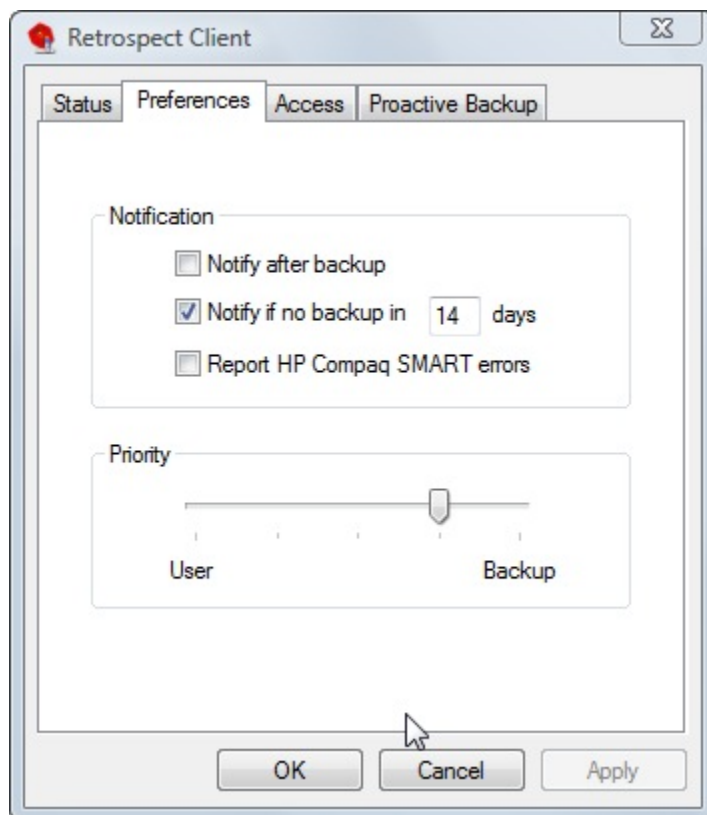 Retrospect Client
Status Preferences Access Proactive Backup
Notification
Notify after backup
Notify if no backup in 14 days
Report HP Compaq SMART errors
Priority
User Backup
OK Cancel Apply